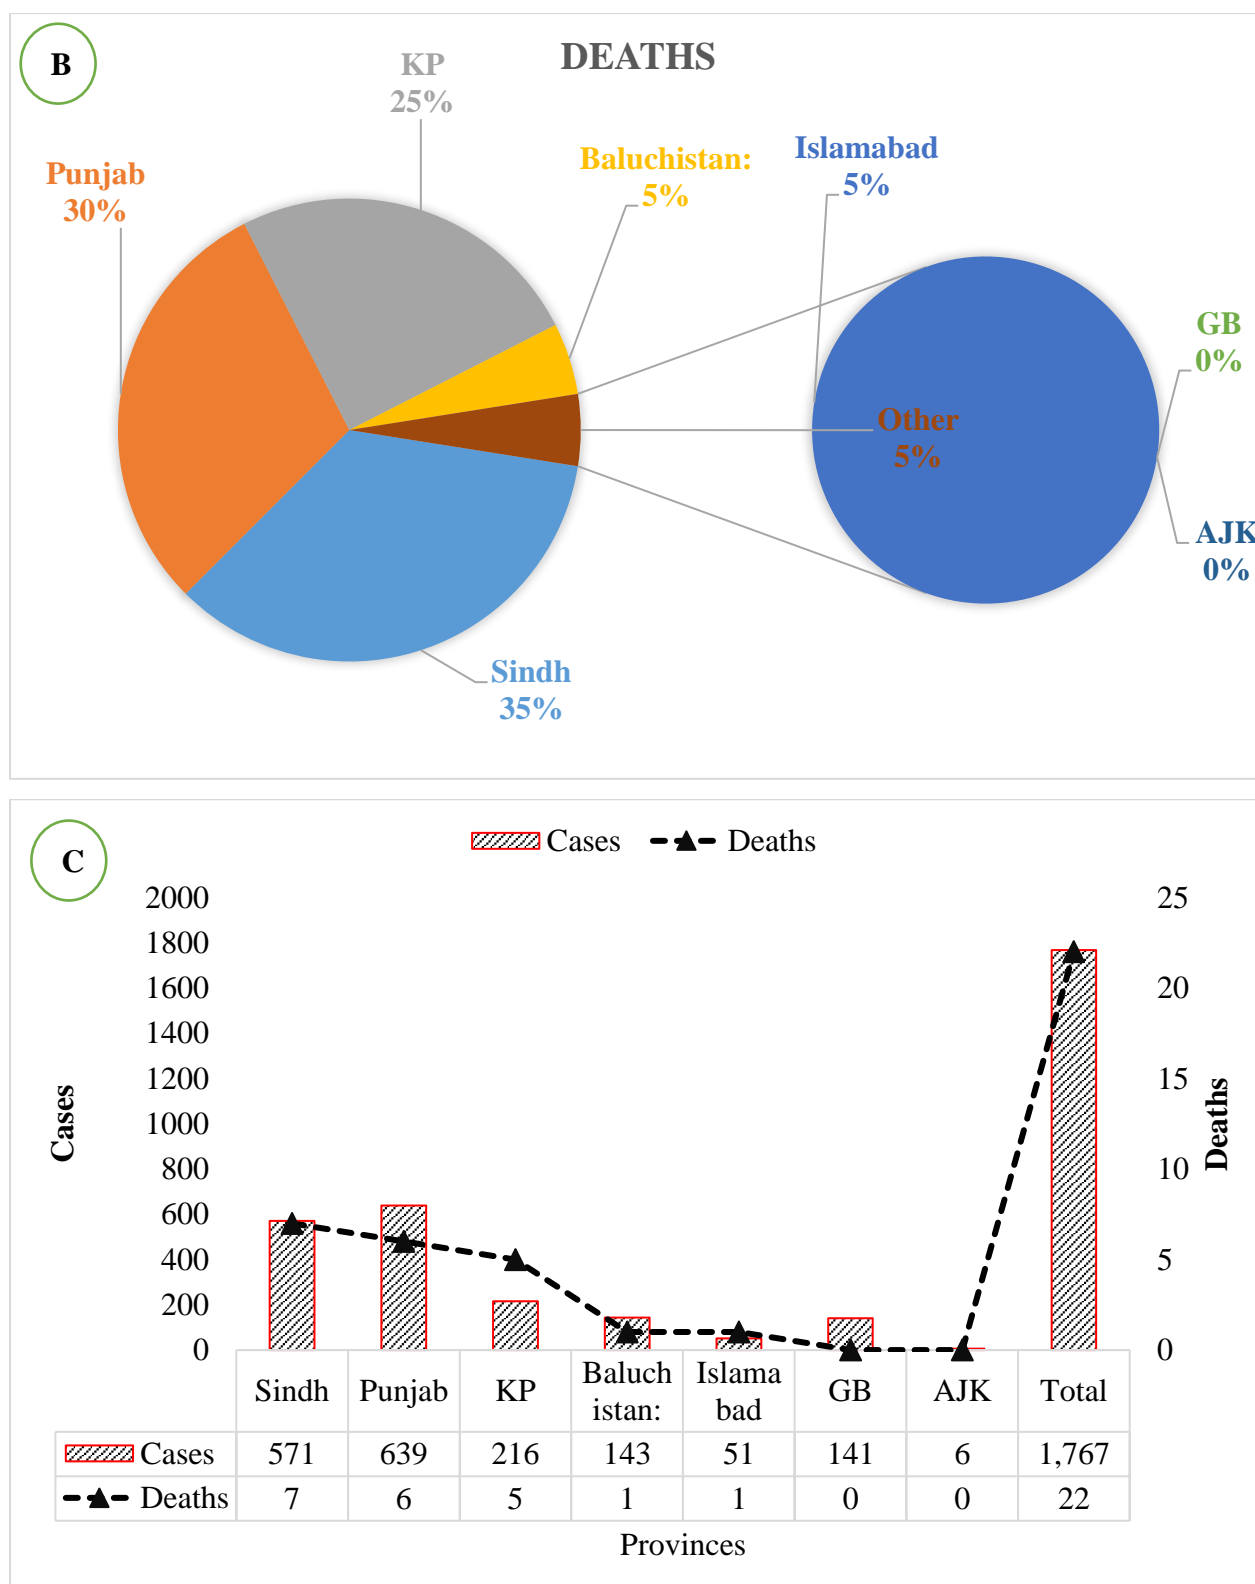 B
DEATHS
KP
25%
Baluchistan:
5%
Islamabad
5%
Punjab
30%
GB
0%
Other
5%
AJK
0%
Sindh
35%
C
Cases Deaths
2000
1800
1600
1400
1200
1000
800
600
400
200
0
Cases
25
20
15
10
5
0
Deaths
Sindh Punjab KP Baluch Islama GB AJK Total
istan: bad
Cases 571 639 216 143 51 141 6 1,767
Deaths 7 6 5 1 1 0 0 22
Provinces